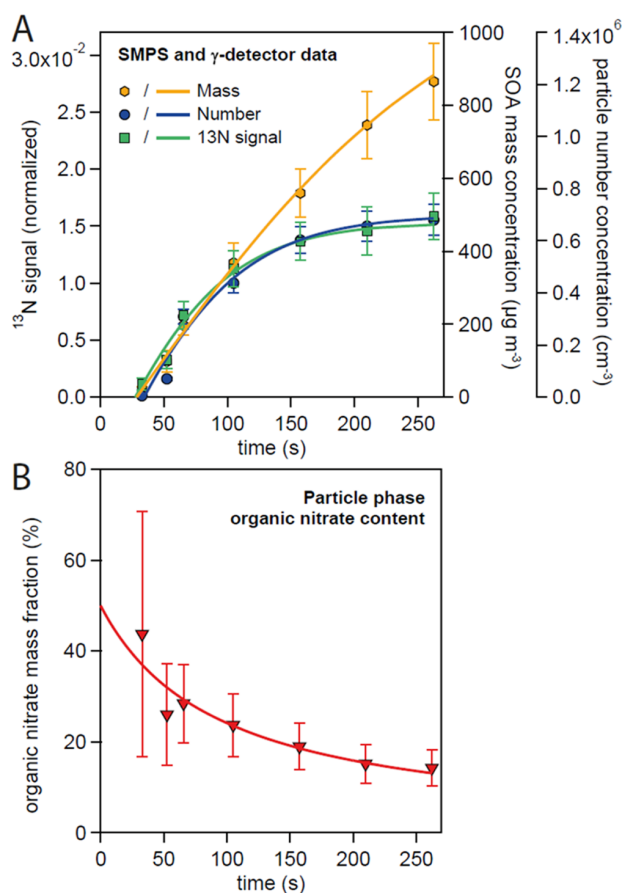 A
SMPS and γ-detector data
/ Mass
/ Number
/ 13N signal
3.0x10⁻²
2.5
2.0
1.5
1.0
0.5
0.0
¹³N signal (normalized)
0 50 100 150 200 250
time (s)
1000
800
600
400
200
0
SOA mass concentration (µg m⁻³)
1.4x10⁶
1.2
1.0
0.8
0.6
0.4
0.2
0.0
particle number concentration (cm⁻³)
B
Particle phase
organic nitrate content
80
60
40
20
0
organic nitrate mass fraction (%)
0 50 100 150 200 250
time (s)